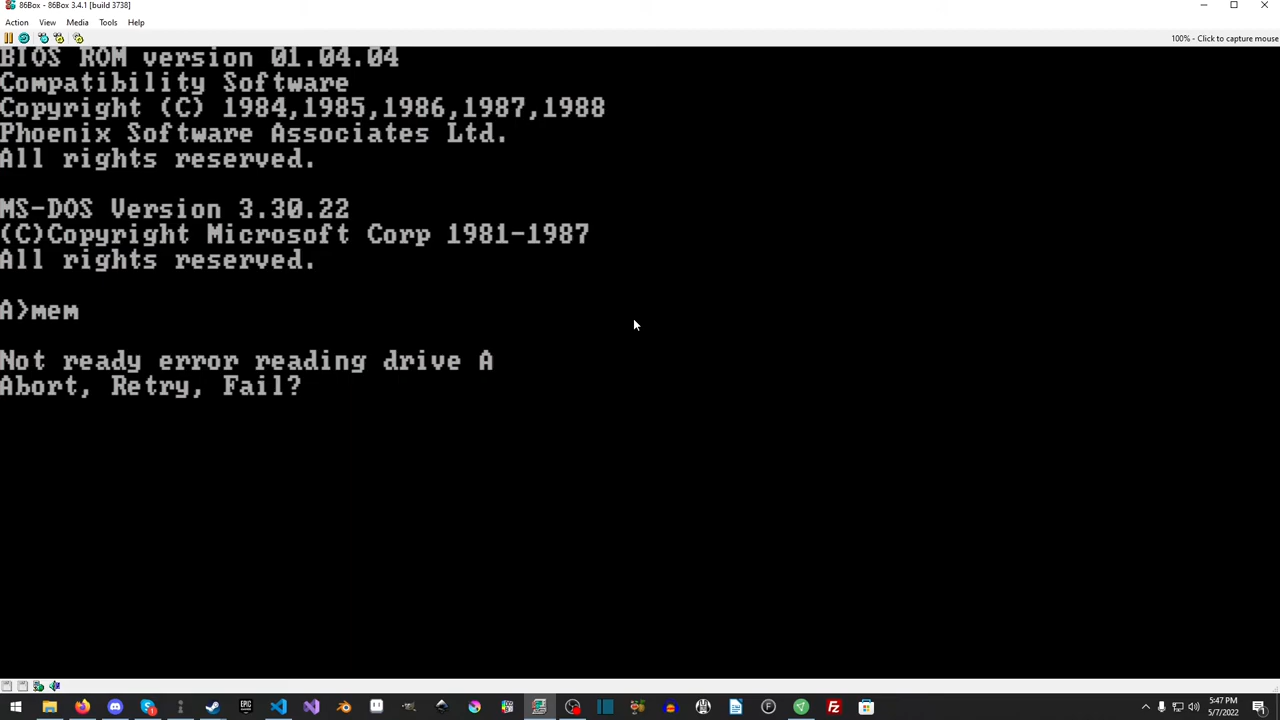 86Box - 86Box 3.4.1 [build 3738]
Action View Media Tools Help
100% - Click to capture mouse
BIOS ROM version 01.04.04
Compatibility Software
Copyright (C) 1984,1985,1986,1987,1988
Phoenix Software Associates Ltd.
All rights reserved.
MS-DOS Version 3.30.22
(C)Copyright Microsoft Corp 1981-1987
All rights reserved.
A>mem
Not ready error reading drive A
Abort, Retry, Fail?
5:47 PM
5/7/2022